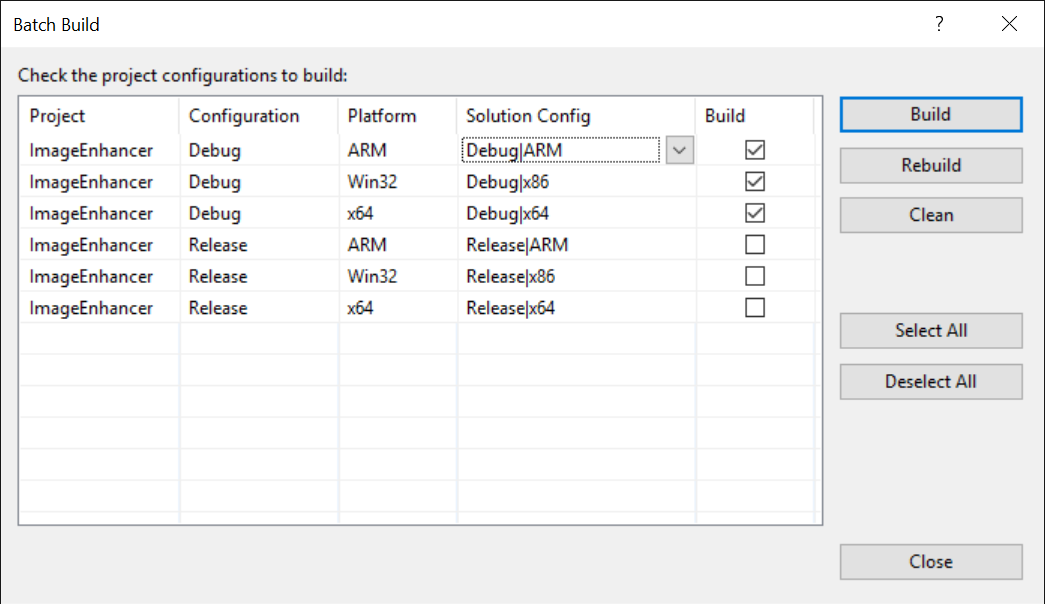 Batch Build ?
Check the project configurations to build:
Project Configuration Platform Solution Config Build
ImageEnhancer Debug ARM Debug|ARM
ImageEnhancer Debug Win32 Debug|x86
ImageEnhancer Debug x64 Debug|x64
ImageEnhancer Release ARM Release|ARM
ImageEnhancer Release Win32 Release|x86
ImageEnhancer Release x64 Release|x64
Build
Rebuild
Clean
Select All
Deselect All
Close